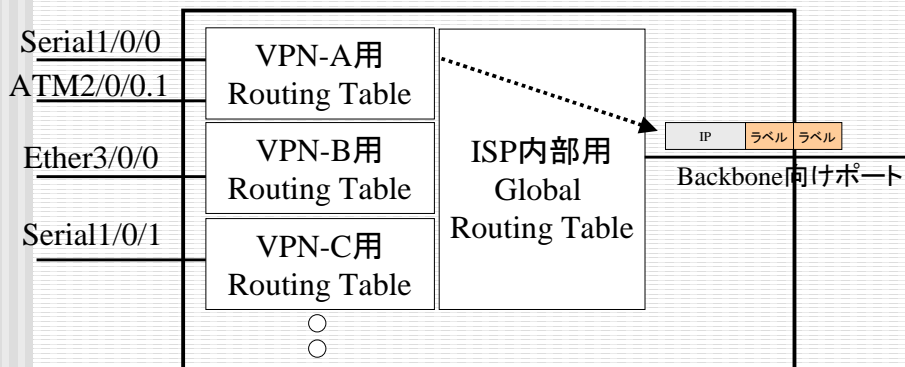 Serial1/0/0
ATM2/0/0.1
Ether3/0/0
Serial1/0/1
VPN-A用
Routing Table
VPN-B用
Routing Table
VPN-C用
Routing Table
○
○
ISP内部用
Global
Routing Table
IP ラベル ラベル
Backbone向けポート